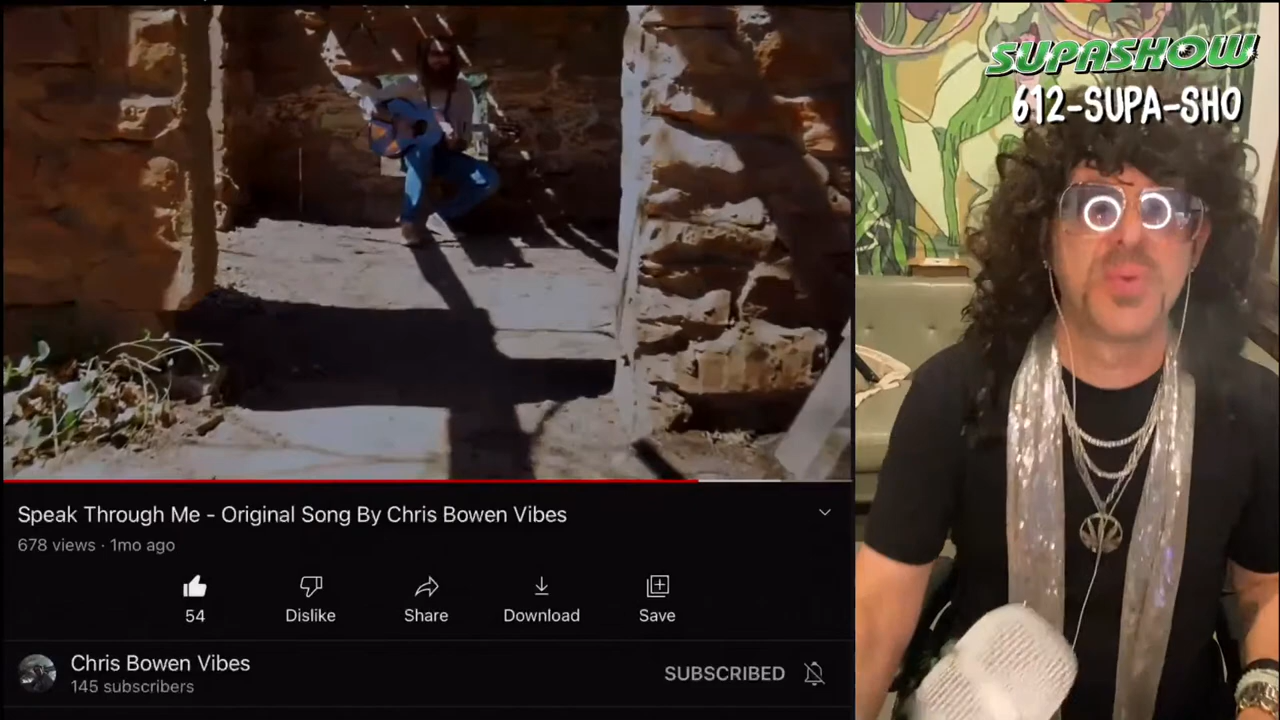 SUPASHOW
612-SUPA-SHO
Speak Through Me - Original Song By Chris Bowen Vibes
678 views · 1mo ago
54
Dislike
Share
Download
Save
Chris Bowen Vibes
145 subscribers
SUBSCRIBED